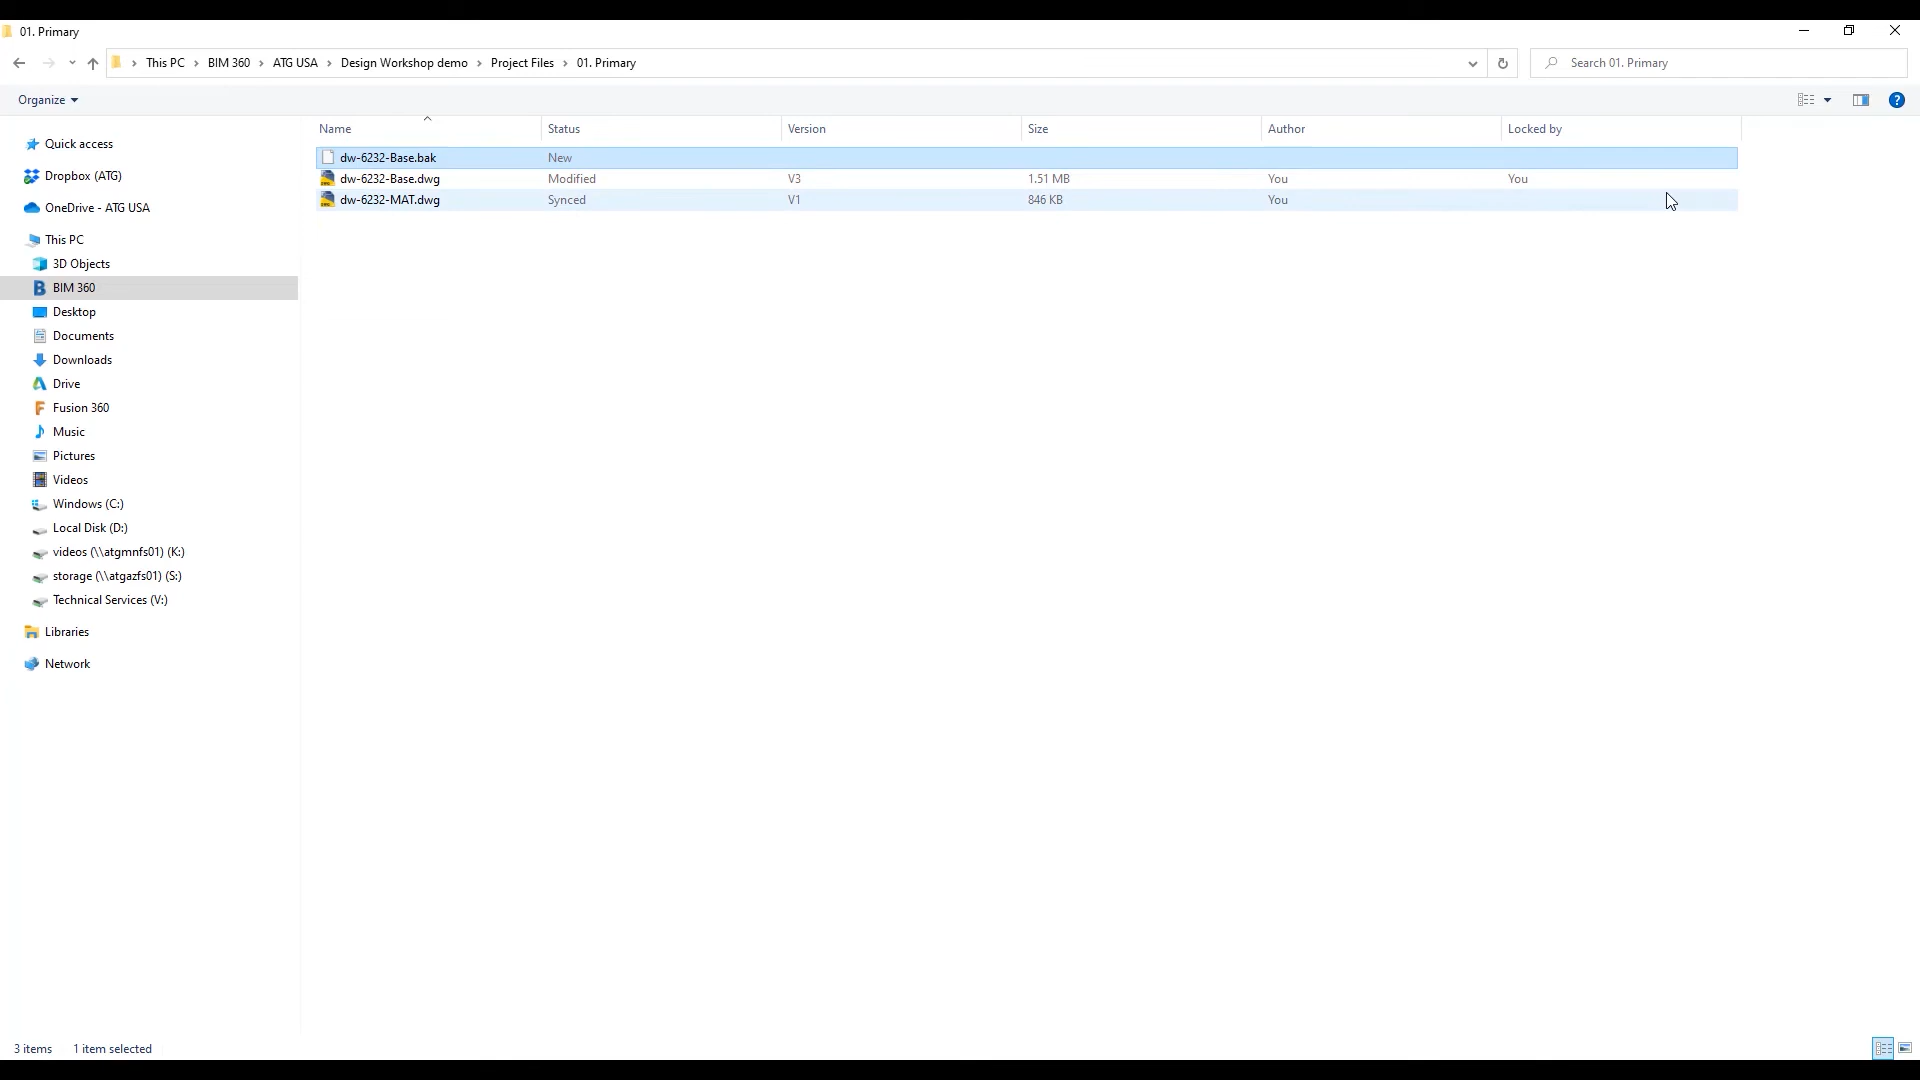 01. Primary
This PC > BIM 360 > ATG USA > Design Workshop demo > Project Files > 01. Primary
Search 01. Primary
Organize
Name Status Version Size Author Locked by
dw-6232-Base.bak New
dw-6232-Base.dwg Modified V3 1.51 MB You You
dw-6232-MAT.dwg Synced V1 846 KB You
Quick access
Dropbox (ATG)
OneDrive - ATG USA
This PC
3D Objects
BIM 360
Desktop
Documents
Downloads
Drive
Fusion 360
Music
Pictures
Videos
Windows (C:)
Local Disk (D:)
videos (\\atgmnfs01) (K:)
storage (\\atgazfs01) (S:)
Technical Services (V:)
Libraries
Network
3 items 1 item selected